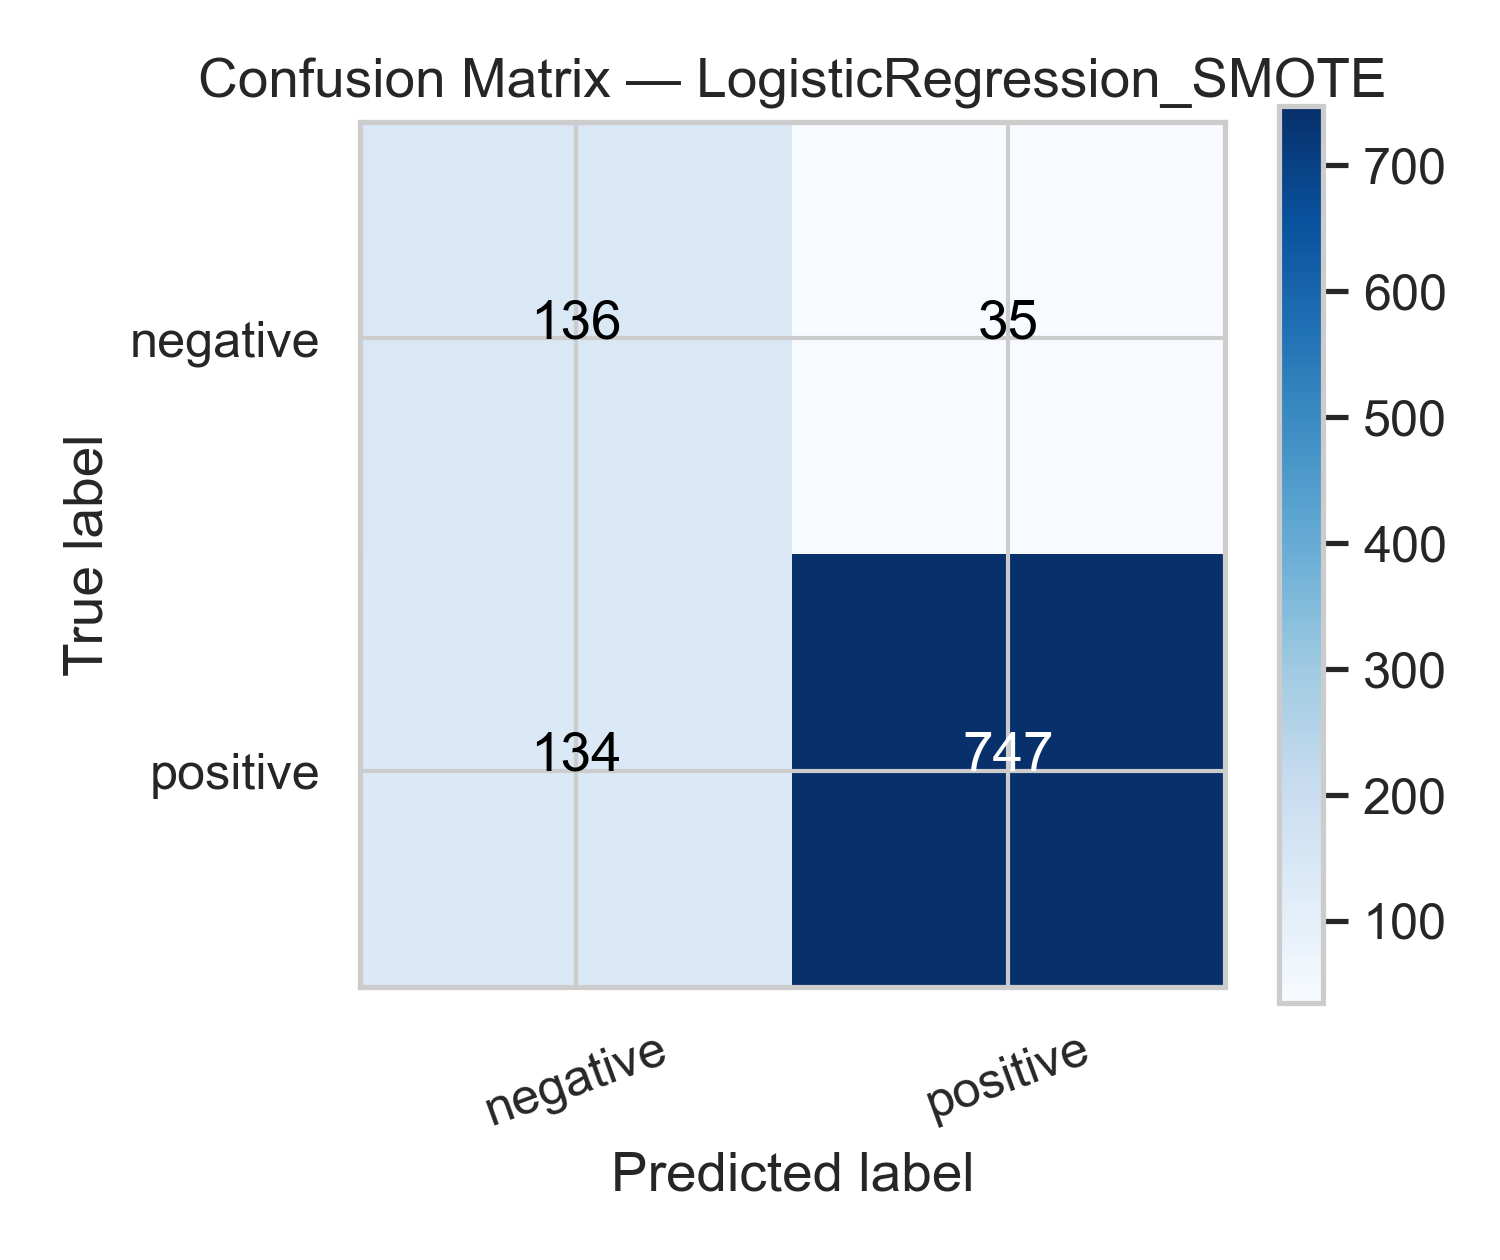 Confusion Matrix — LogisticRegression_SMOTE
True label
negative
136
35
positive
134
747
negative
positive
Predicted label
700
600
500
400
300
200
100